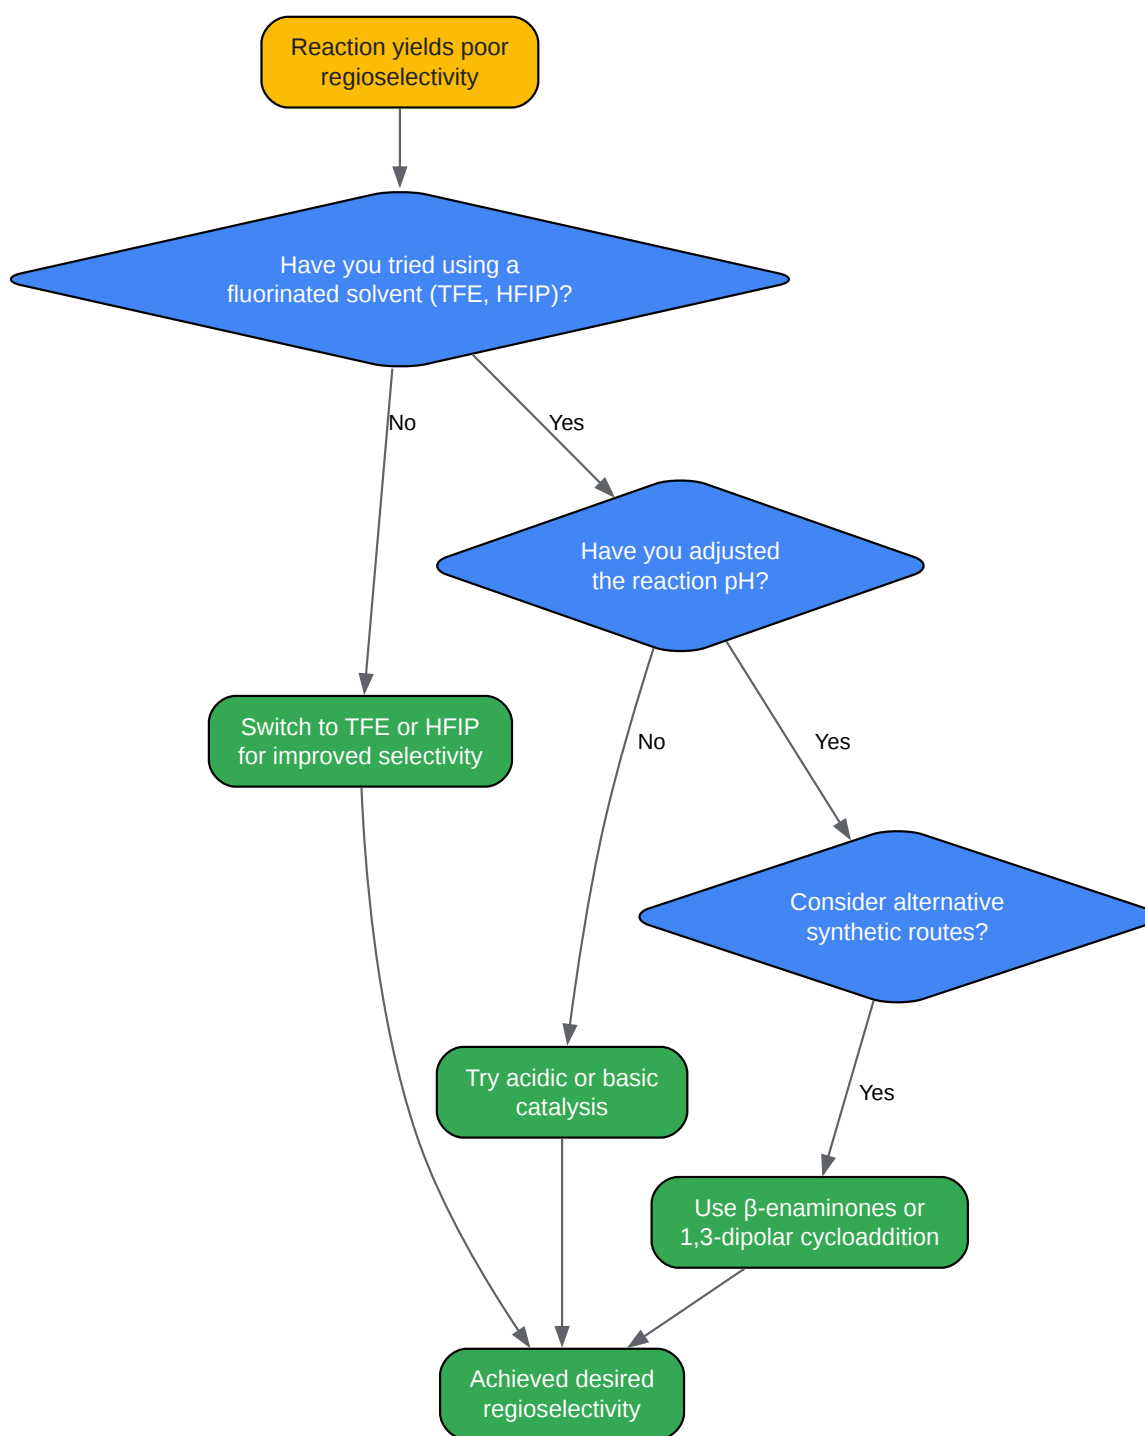 Reaction yields poor
regioselectivity
Have you tried using a
fluorinated solvent (TFE, HFIP)?
No
Yes
Have you adjusted
the reaction pH?
Switch to TFE or HFIP
for improved selectivity
No
Yes
Consider alternative
synthetic routes?
Try acidic or basic
catalysis
Yes
Use β-enaminones or
1,3-dipolar cycloaddition
Achieved desired
regioselectivity